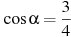 cos α = 3/4